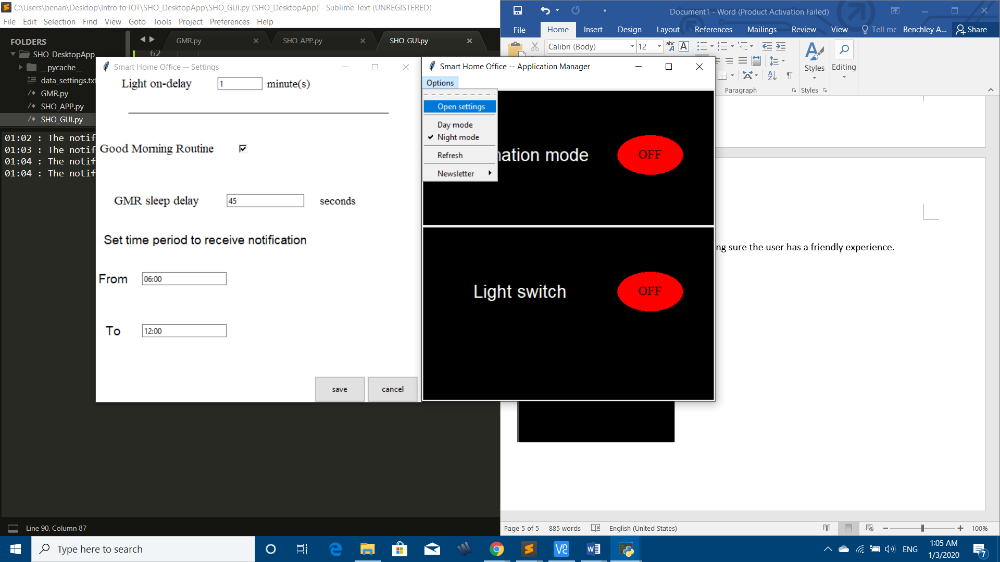 C:\Users\benan\Desktop\Intro to IOT\SHO_DesktopApp\SHO_GUI.py (SHO_DesktopApp) - Sublime Text (UNREGISTERED)
File Edit Selection Find View Goto Tools Project Preferences Help
FOLDERS
SHO_DesktopApp
__pycache__
data_settings.txt
/* GMR.py
/* SHO_APP.py
/* SHO_GUI.py
GMR.py
SHO_APP.py
SHO_GUI.py
62
01:02 : The notif
01:03 : The notif
01:04 : The notif
01:04 : The notif
Line 90, Column 87
Smart Home Office -- Settings
Light on-delay 1 minute(s)
Good Morning Routine
GMR sleep delay 45 seconds
Set time period to receive notification
From 06:00
To 12:00
save cancel
Smart Home Office -- Application Manager
Options
Open settings
Day mode
Night mode
Refresh
Newsletter
nation mode OFF
Light switch OFF
Document1 - Word (Product Activation Failed)
File Home Insert Design Layout References Mailings Review View Tell me Benchley A... Share
Calibri (Body) 12 abc A A
Styles
Editing
Paragraph
Styles
ng sure the user has a friendly experience.
Page 5 of 5 885 words English (United States) 100%
Type here to search
ENG
1:05 AM
1/3/2020
7